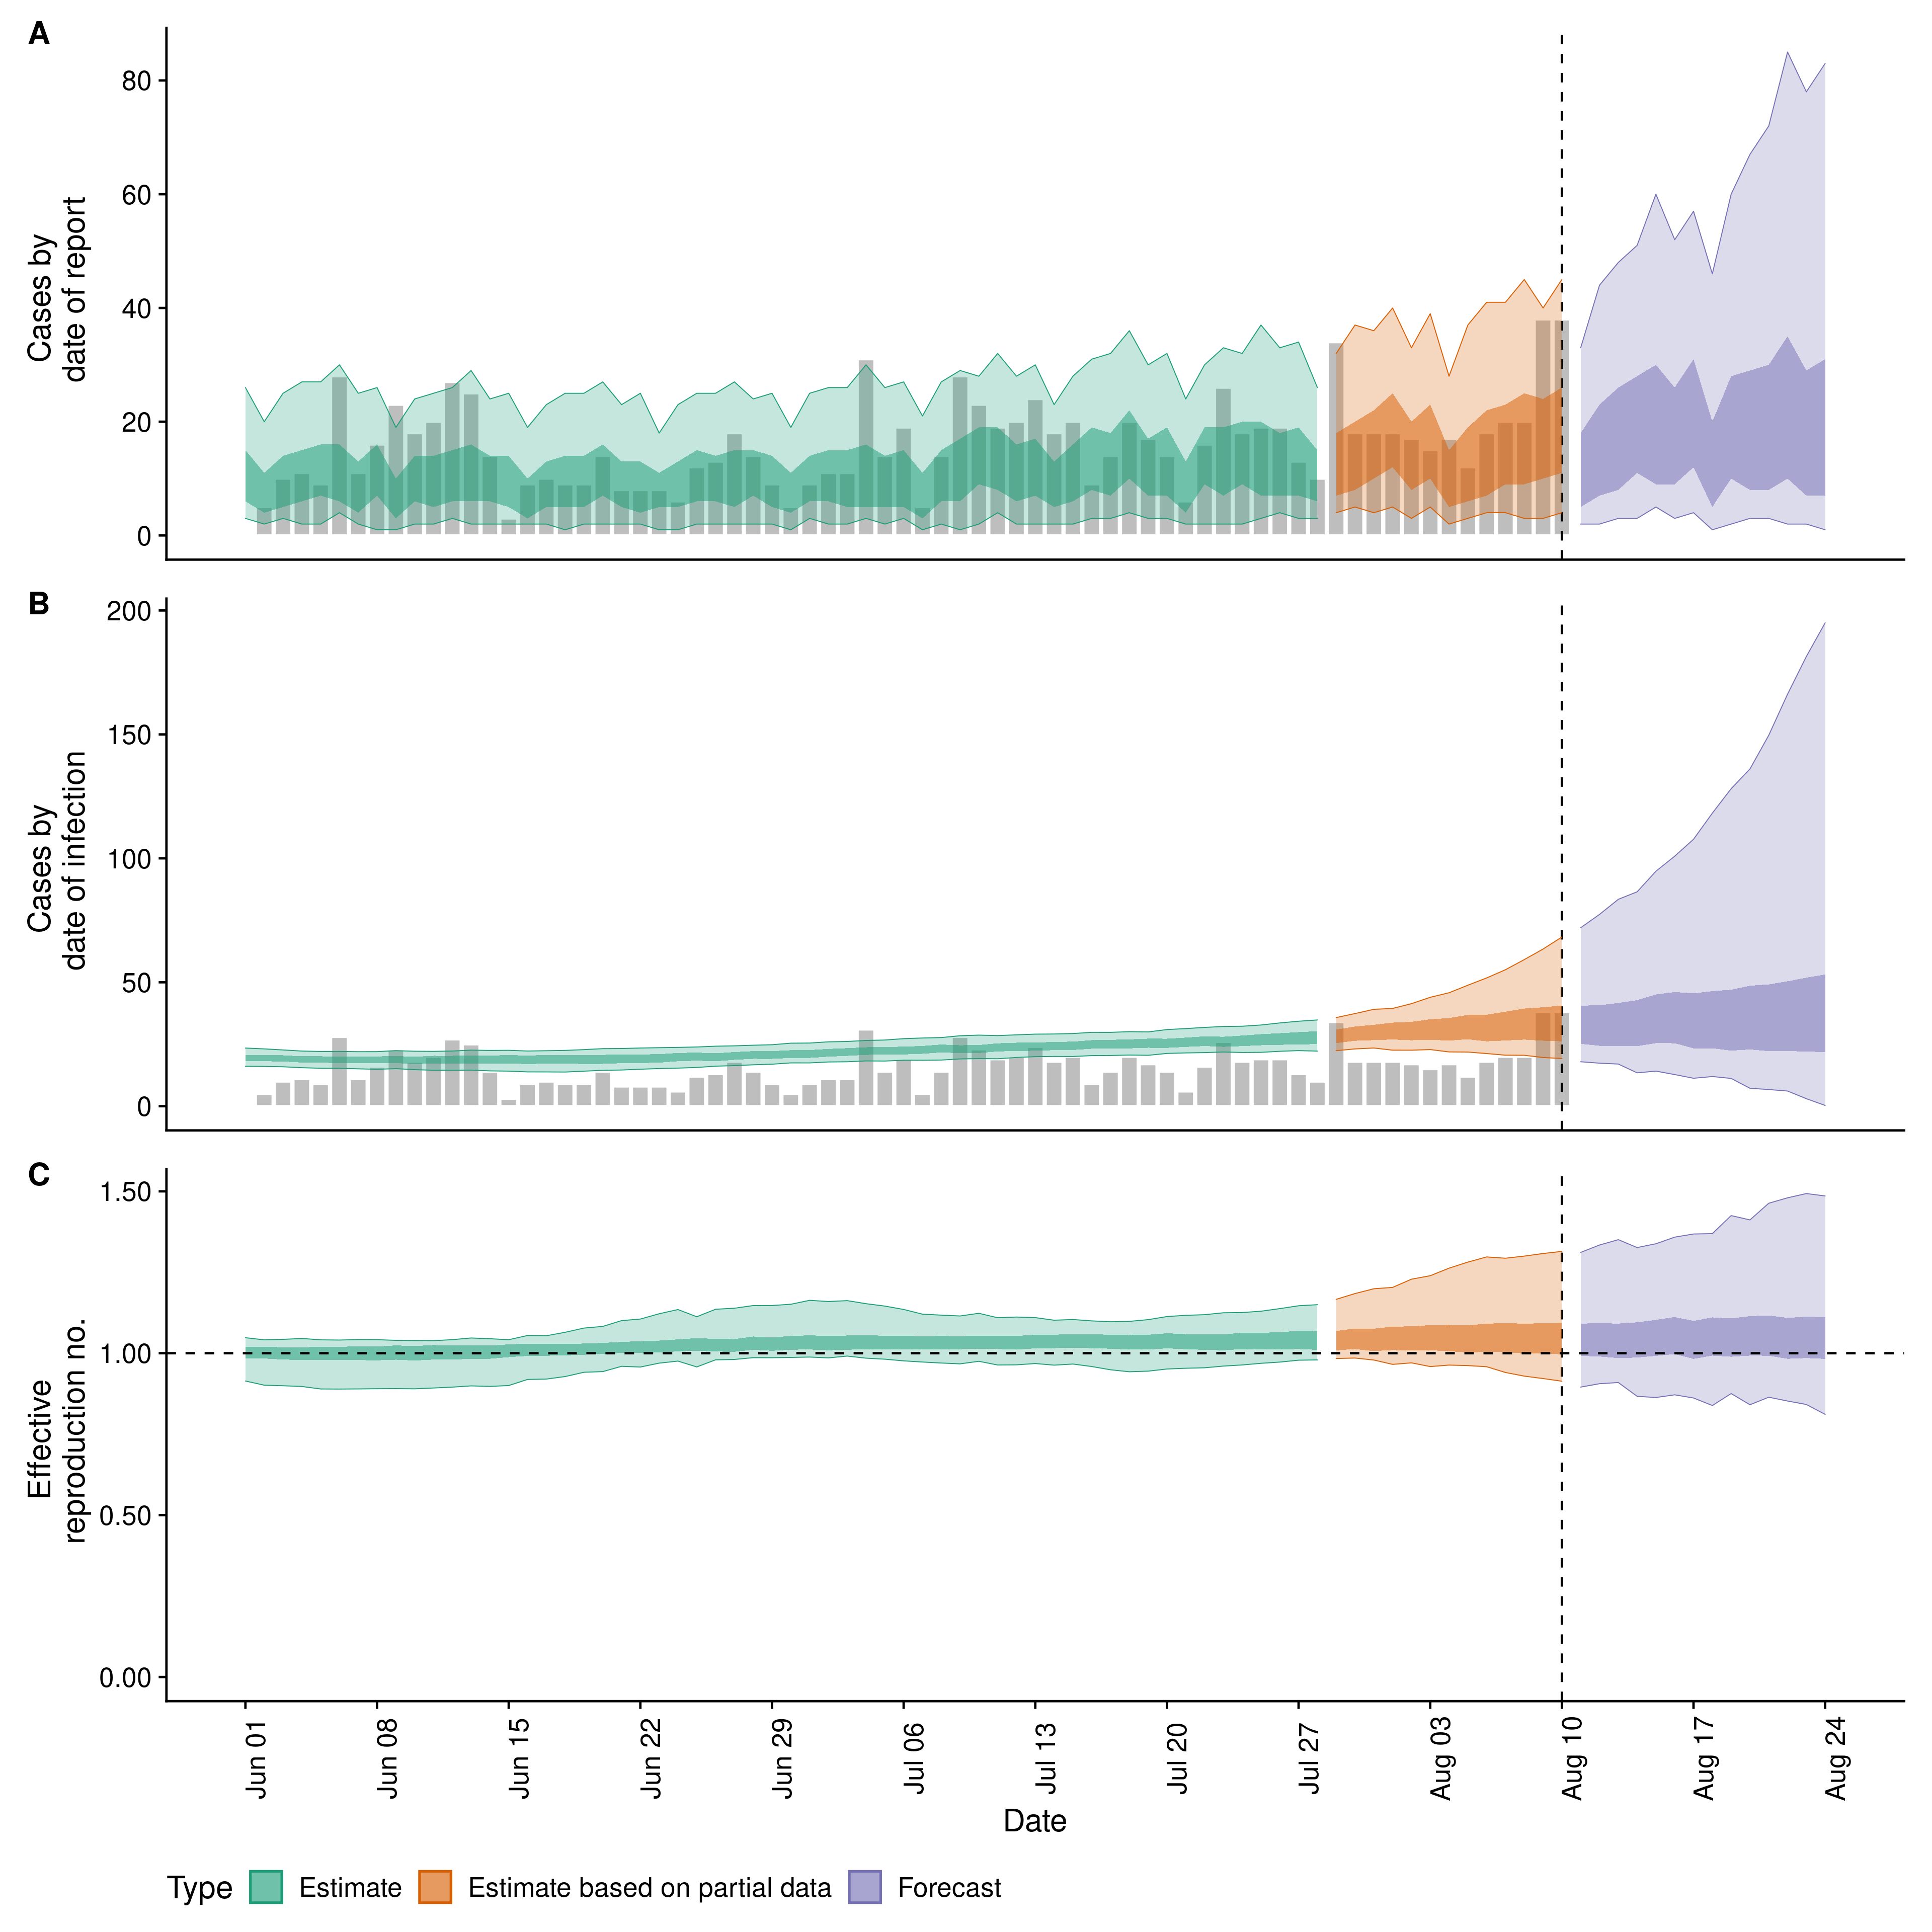 A
Cases by
date of report
80
60
40
20
0
B
Cases by
date of infection
200
150
100
50
0
C
Effective
reproduction no.
1.50
1.00
0.50
0.00
Jun 01
Jun 08
Jun 15
Jun 22
Jun 29
Jul 06
Jul 13
Jul 20
Jul 27
Aug 03
Aug 10
Aug 17
Aug 24
Date
Type Estimate Estimate based on partial data Forecast